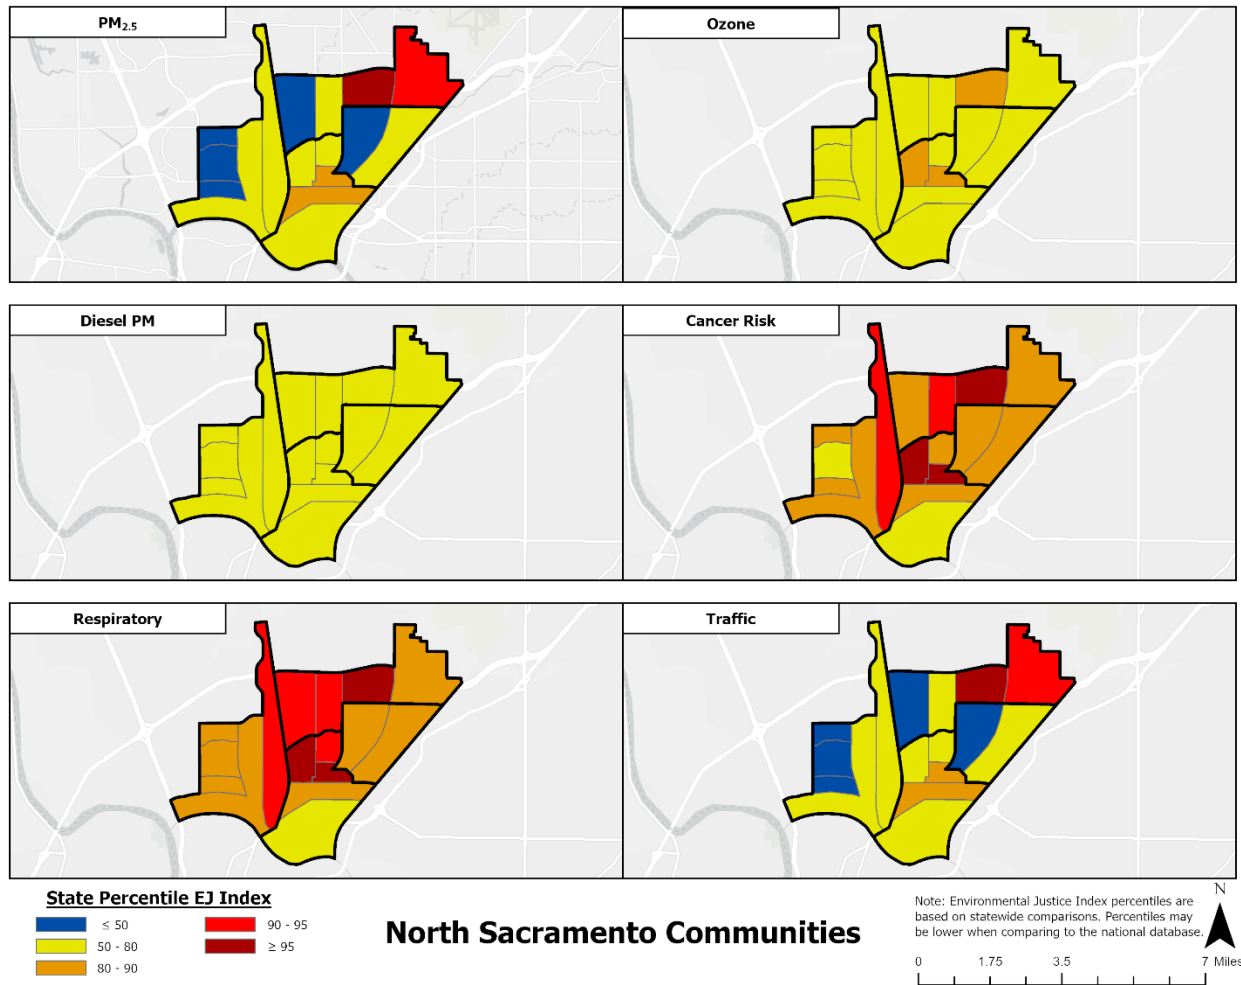 PM2.5
Ozone
Diesel PM
Cancer Risk
Respiratory
Traffic
State Percentile EJ Index
≤ 50
90 - 95
50 - 80
≥ 95
80 - 90
North Sacramento Communities
Note: Environmental Justice Index percentiles are
based on statewide comparisons. Percentiles may
be lower when comparing to the national database.
N
0 1.75 3.5 7 Miles